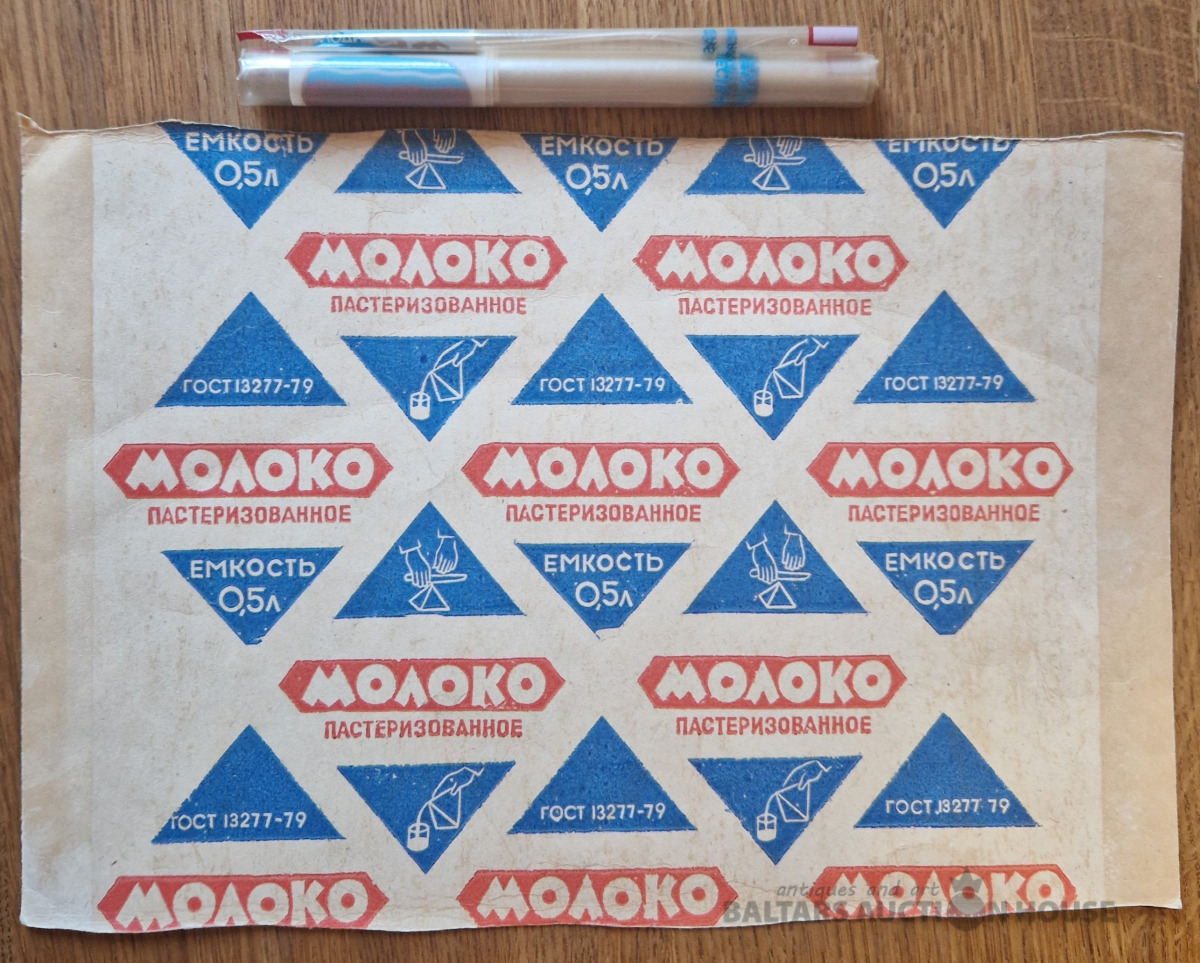 ЕМКОСТЬ ЕМКОСТЬ ЕМКОСТЬ
0,5л 0,5л 0,5л
МОЛОКО МОЛОКО
ПАСТЕРИЗОВАННОЕ ПАСТЕРИЗОВАННОЕ
ГОСТ 13277-79 ГОСТ 13277-79 ГОСТ 13277-79
МОЛОКО МОЛОКО МОЛОКО
ПАСТЕРИЗОВАННОЕ ПАСТЕРИЗОВАННОЕ ПАСТЕРИЗОВАННОЕ
ЕМКОСТЬ ЕМКОСТЬ ЕМКОСТЬ
0,5л 0,5л 0,5л
МОЛОКО МОЛОКО
ПАСТЕРИЗОВАННОЕ ПАСТЕРИЗОВАННОЕ
ГОСТ 13277-79 ГОСТ 13277-79 ГОСТ 13277 79
МОЛОКО МОЛОКО МОЛОКО
antiques and art
BALTARS AUCTION HOUSE